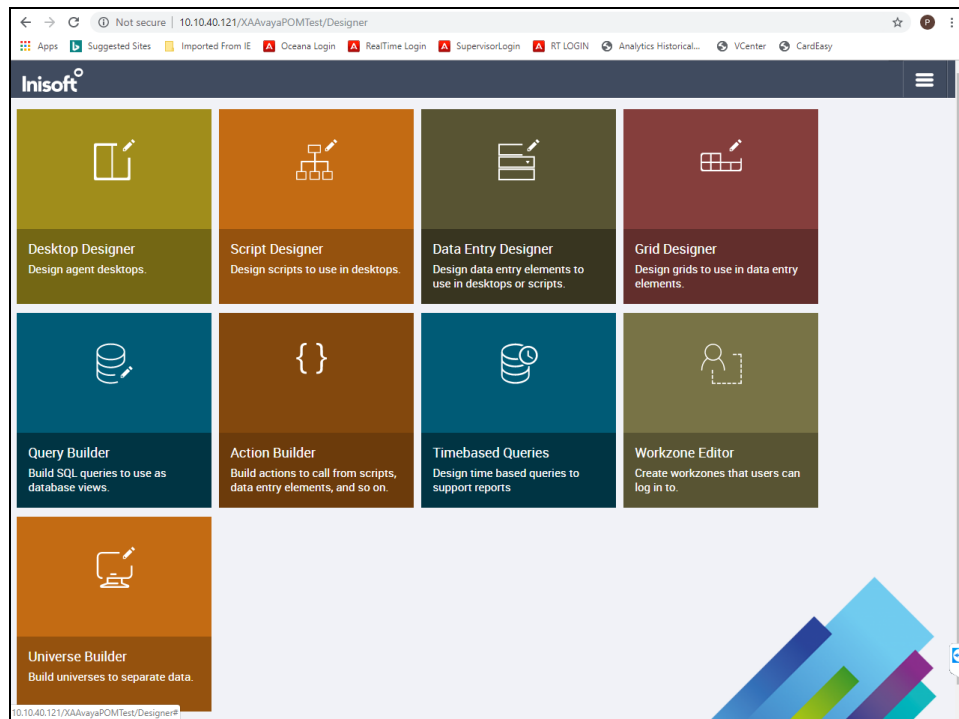 Not secure | 10.10.40.121/XAAvayaPOMTest/Designer
P
Apps Suggested Sites Imported From IE Oceana Login RealTime Login SupervisorLogin RT LOGIN Analytics Historical... VCenter CardEasy
Inisoft
Desktop Designer
Design agent desktops.
Script Designer
Design scripts to use in desktops.
Data Entry Designer
Design data entry elements to
use in desktops or scripts.
Grid Designer
Design grids to use in data entry
elements.
Query Builder
Build SQL queries to use as
database views.
{ }
Action Builder
Build actions to call from scripts,
data entry elements, and so on.
Timebased Queries
Design time based queries to
support reports
Workzone Editor
Create workzones that users can
log in to.
Universe Builder
Build universes to separate data.
10.10.40.121/XAAvayaPOMTest/Designer#